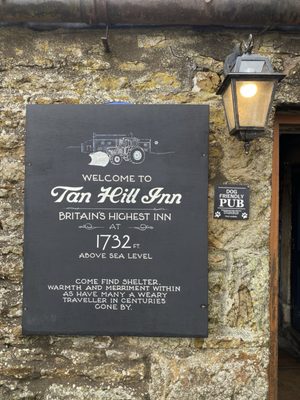 WELCOME TO
Tan Hill Inn
BRITAIN'S HIGHEST INN
AT
1732 FT.
ABOVE SEA LEVEL
COME FIND SHELTER,
WARMTH AND MERRIMENT WITHIN
AS HAVE MANY A WEARY
TRAVELLER IN CENTURIES
GONE BY.
DOG
FRIENDLY
PUB